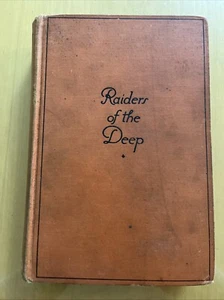 Raiders
of the
Deep